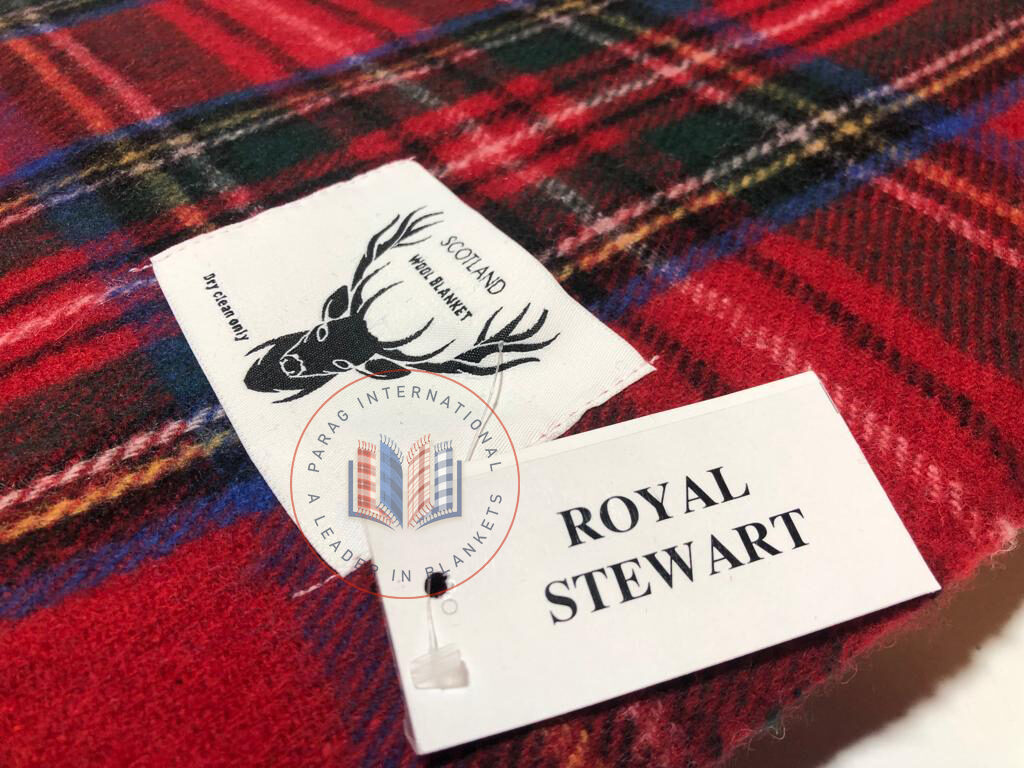 SCOTLAND
WOOL BLANKET
Dry clean only
PARAG INTERNATIONAL
A LEADER IN BLANKETS
ROYAL
STEWART